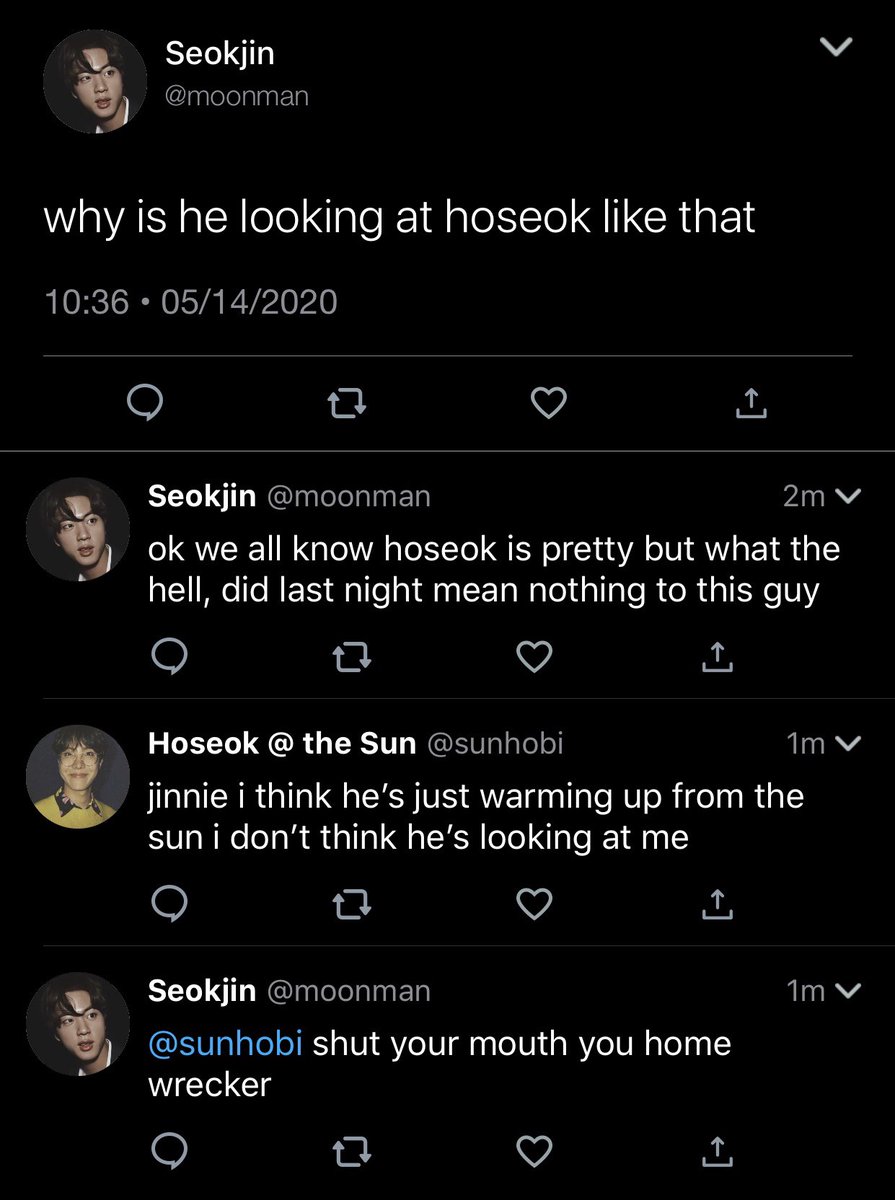 Seokjin
@moonman
why is he looking at hoseok like that
10:36 • 05/14/2020
Seokjin @moonman 2m
ok we all know hoseok is pretty but what the
hell, did last night mean nothing to this guy
Hoseok @ the Sun @sunhobi 1m
jinnie i think he’s just warming up from the
sun i don’t think he’s looking at me
Seokjin @moonman 1m
@sunhobi shut your mouth you home
wrecker